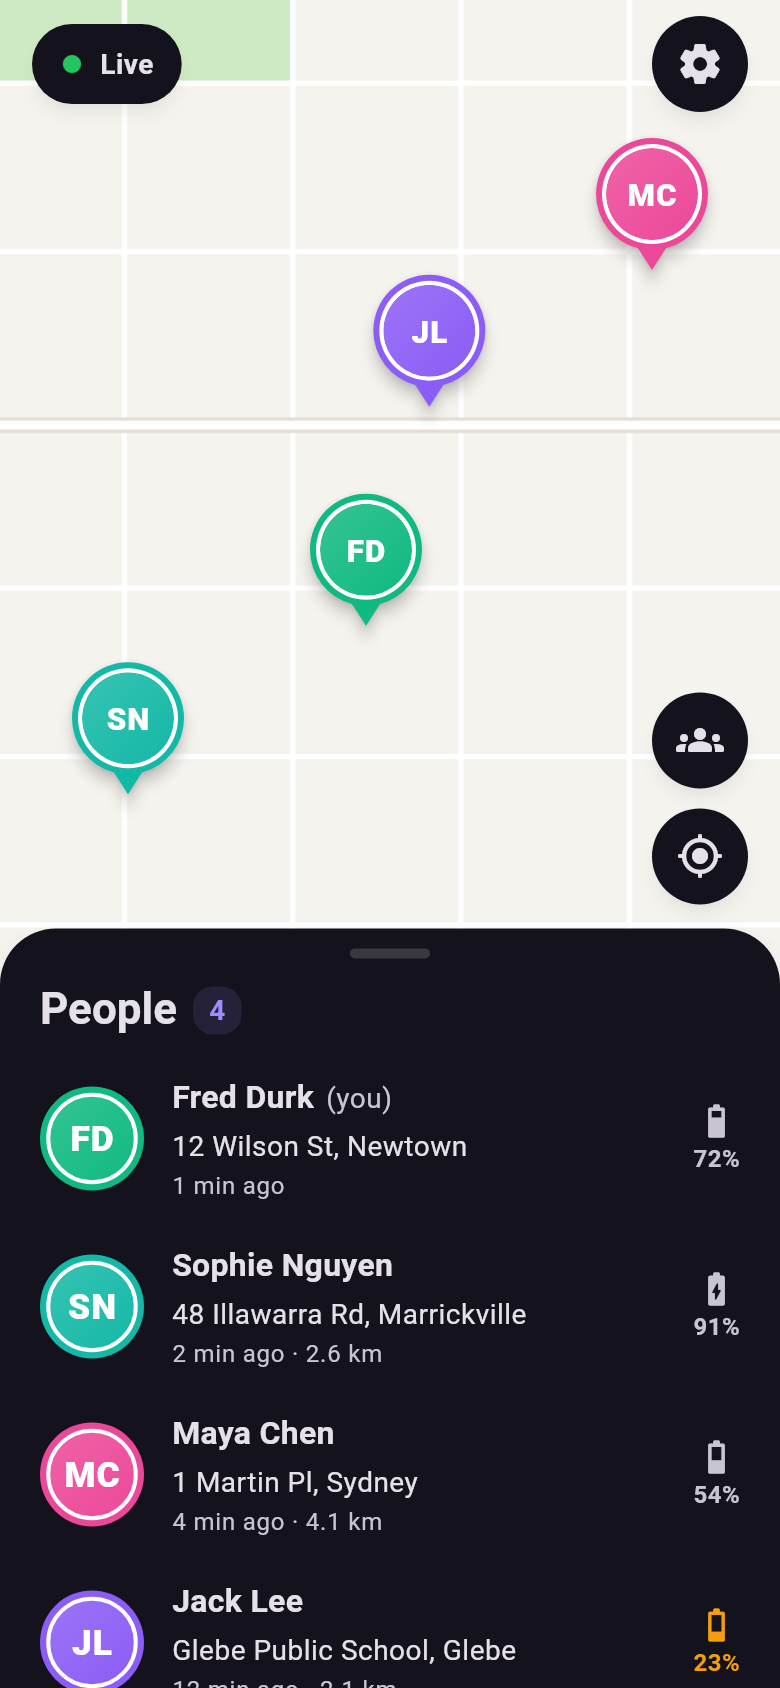 Live
MC
JL
FD
SN
People 4
FD
Fred Durk (you)
12 Wilson St, Newtown
1 min ago
72%
SN
Sophie Nguyen
48 Illawarra Rd, Marrickville
2 min ago · 2.6 km
91%
MC
Maya Chen
1 Martin Pl, Sydney
4 min ago · 4.1 km
54%
JL
Jack Lee
Glebe Public School, Glebe
23%